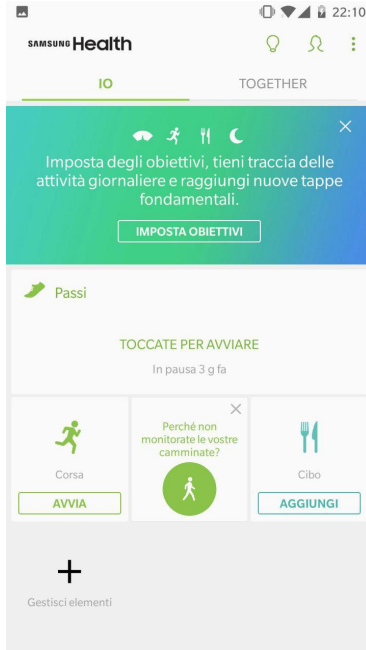 22:10
SAMSUNG Health
IO
TOGETHER
Imposta degli obiettivi, tieni traccia delle
attività giornaliere e raggiungi nuove tappe
fondamentali.
IMPOSTA OBIETTIVI
Passi
TOCCATE PER AVVIARE
In pausa 3 g fa
Corsa
AVVIA
Perché non
monitorate le vostre
camminate?
Cibo
AGGIUNGI
Gestisci elementi